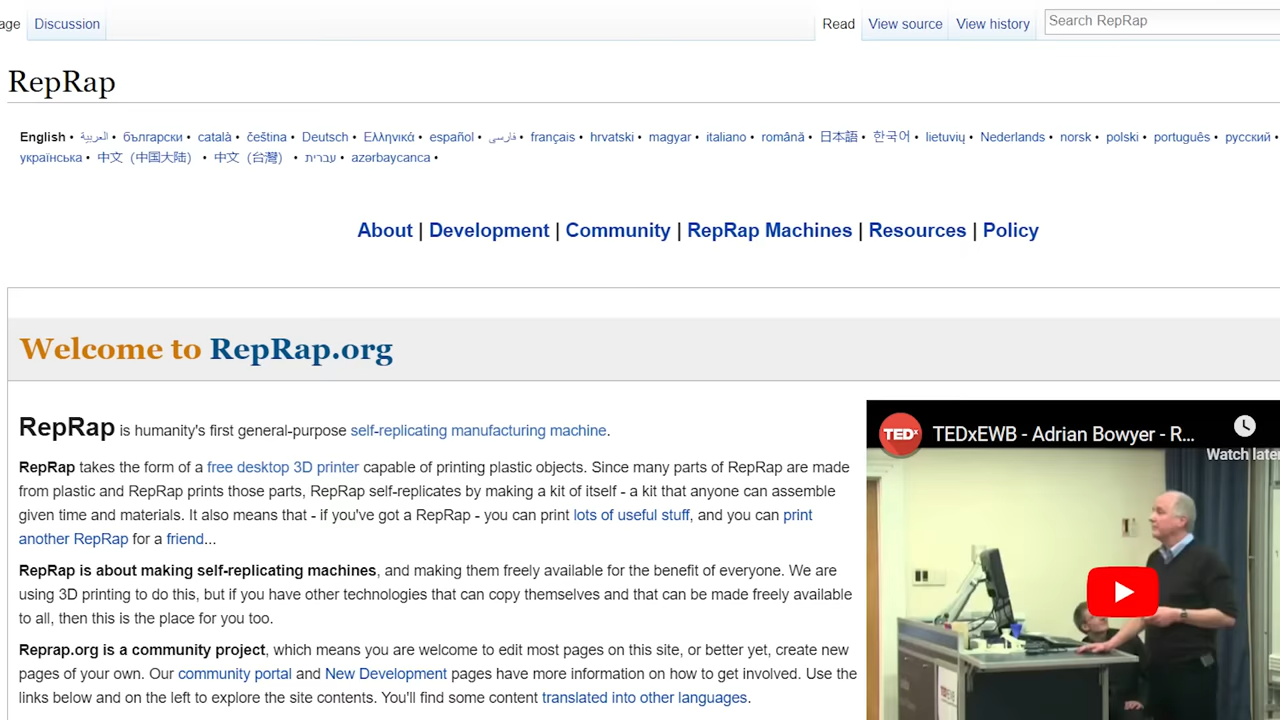 age Discussion Read View source View history Search RepRap
RepRap
English • العربية • български • català • čeština • Deutsch • Ελληνικά • español • فارسی • français • hrvatski • magyar • italiano • română • 日本語 • 한국어 • lietuvių • Nederlands • norsk • polski • português • русский •
українська • 中文（中国大陆） • 中文（台灣） • עברית • azərbaycanca •
About | Development | Community | RepRap Machines | Resources | Policy
Welcome to RepRap.org
RepRap is humanity's first general-purpose self-replicating manufacturing machine.
RepRap takes the form of a free desktop 3D printer capable of printing plastic objects. Since many parts of RepRap are made
from plastic and RepRap prints those parts, RepRap self-replicates by making a kit of itself - a kit that anyone can assemble
given time and materials. It also means that - if you've got a RepRap - you can print lots of useful stuff, and you can print
another RepRap for a friend...
RepRap is about making self-replicating machines, and making them freely available for the benefit of everyone. We are
using 3D printing to do this, but if you have other technologies that can copy themselves and that can be made freely available
to all, then this is the place for you too.
Reprap.org is a community project, which means you are welcome to edit most pages on this site, or better yet, create new
pages of your own. Our community portal and New Development pages have more information on how to get involved. Use the
links below and on the left to explore the site contents. You'll find some content translated into other languages.
TEDx TEDxEWB - Adrian Bowyer - R...
Watch later
TEDxEWB